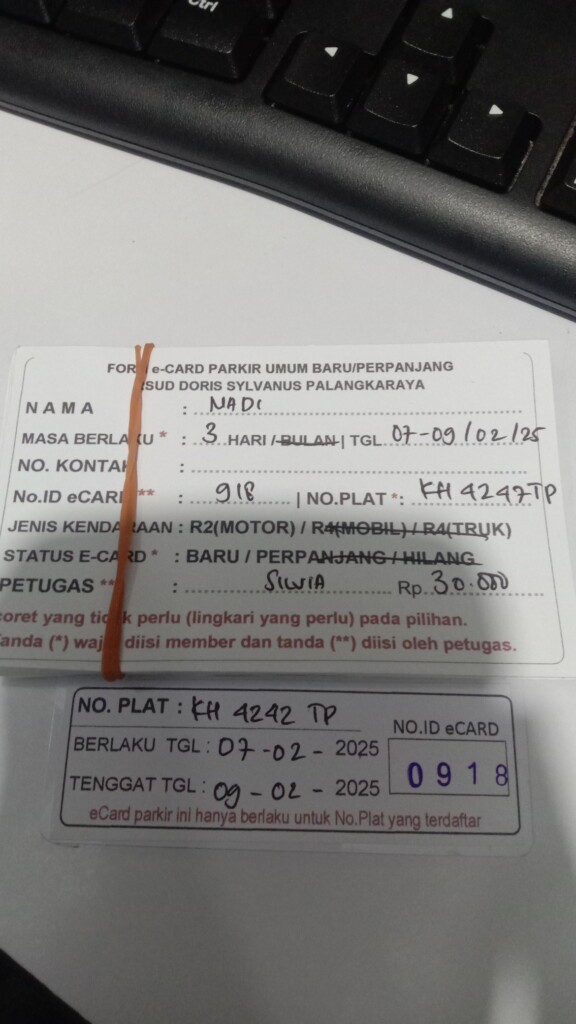 Ctrl
FOR e-CARD PARKIR UMUM BARU/PERPANJANG
RSUD DORIS SYLVANUS PALANGKARAYA
NAMA : NADI
MASA BERLAKU * : 3 HARI / BULAN | TGL 07-09/02/25
NO. KONTAK :
No.ID eCARD ** : 918 | NO.PLAT *: KH 4247 TP
JENIS KENDARAAN : R2(MOTOR) / R4(MOBIL) / R4(TRUK)
STATUS E-CARD * : BARU / PERPANJANG / HILANG
PETUGAS ** : SILVIA Rp. 30.000
coret yang tidak perlu (lingkari yang perlu) pada pilihan.
Tanda (*) wajib diisi member dan tanda (**) diisi oleh petugas.
NO. PLAT : KH 4242 TP
NO.ID eCARD
BERLAKU TGL : 07 - 02 - 2025
0918
TENGGAT TGL : 09 - 02 - 2025
eCard parkir ini hanya berlaku untuk No.Plat yang terdaftar